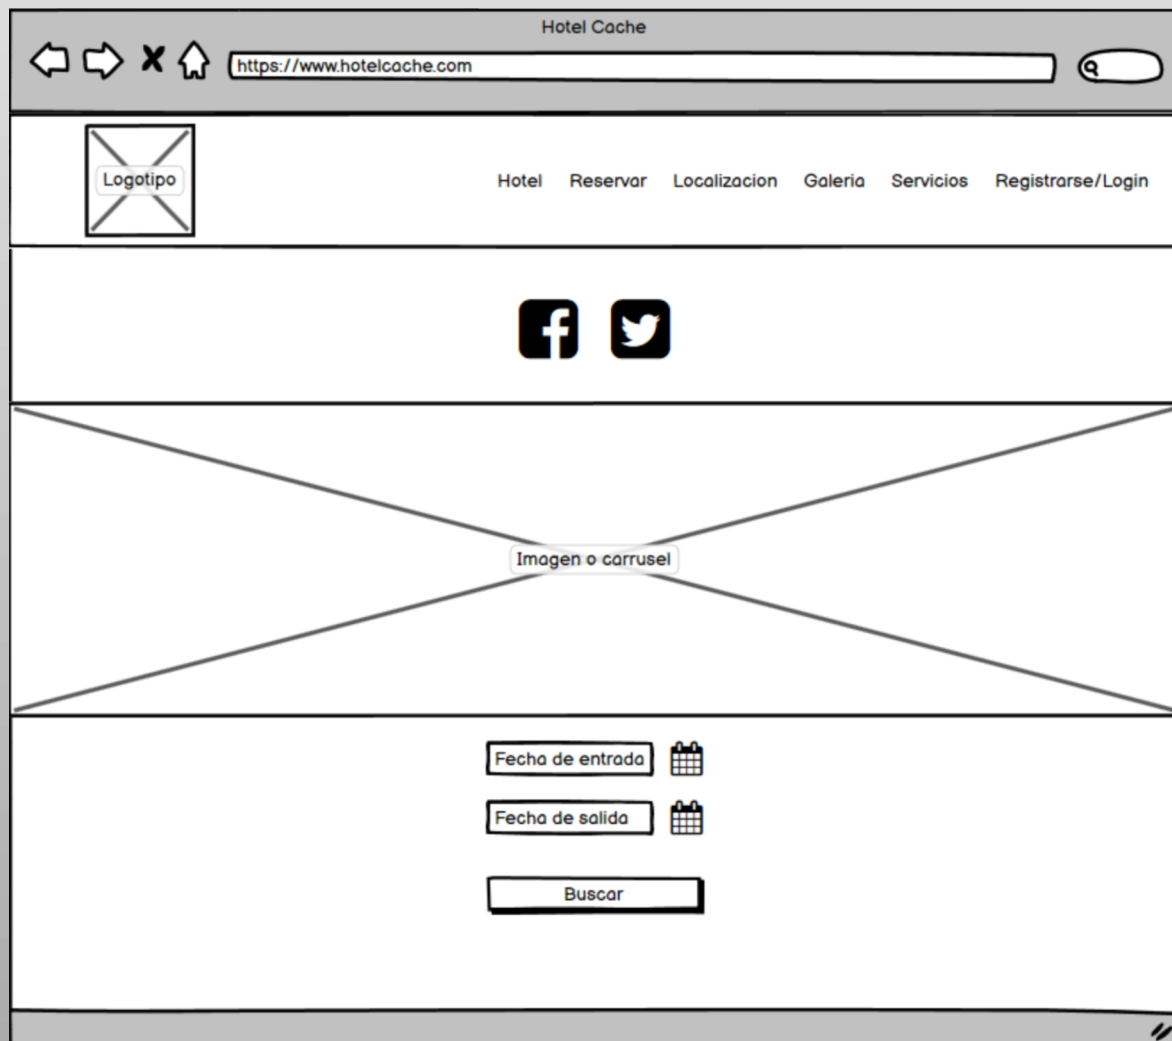 Hotel Cache
https://www.hotelcache.com
Logotipo
Hotel Reservar Localizacion Galeria Servicios Registrarse/Login
Imagen o carrusel
Fecha de entrada
Fecha de salida
Buscar